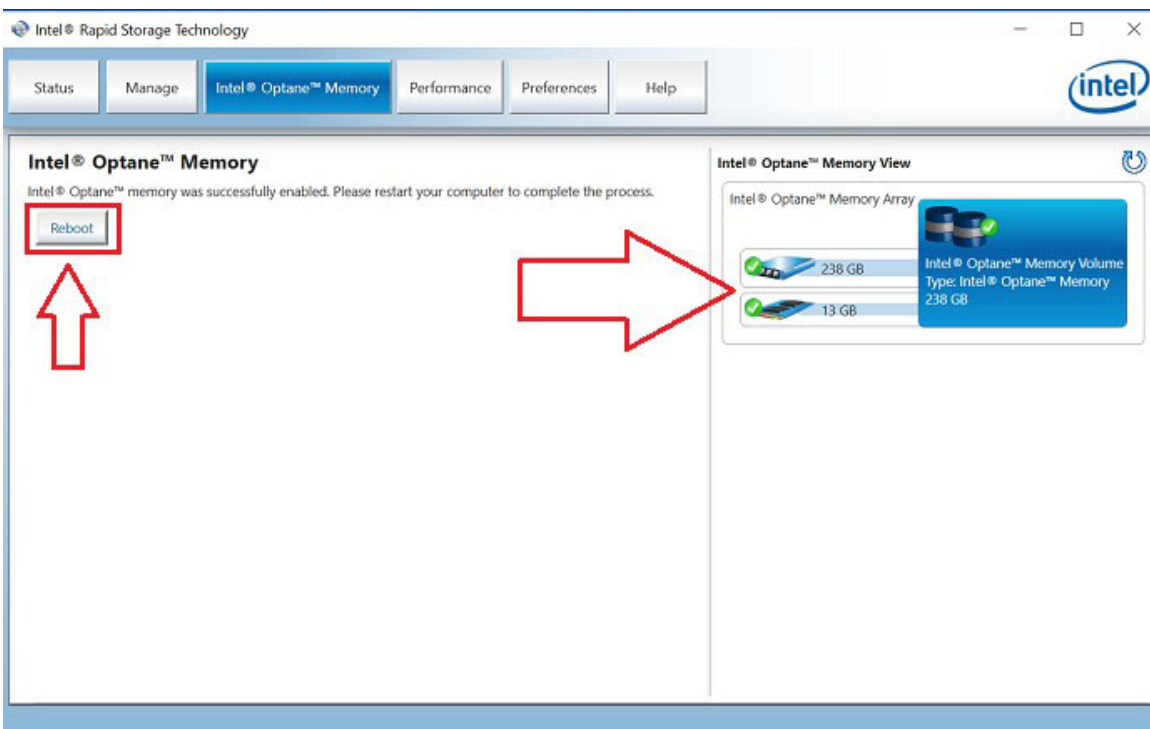 Intel® Rapid Storage Technology
Status
Manage
Intel® Optane™ Memory
Performance
Preferences
Help
intel
Intel® Optane™ Memory
Intel® Optane™ memory was successfully enabled. Please restart your computer to complete the process.
Reboot
Intel® Optane™ Memory View
Intel® Optane™ Memory Array
238 GB
13 GB
Intel® Optane™ Memory Volume
Type: Intel® Optane™ Memory
238 GB